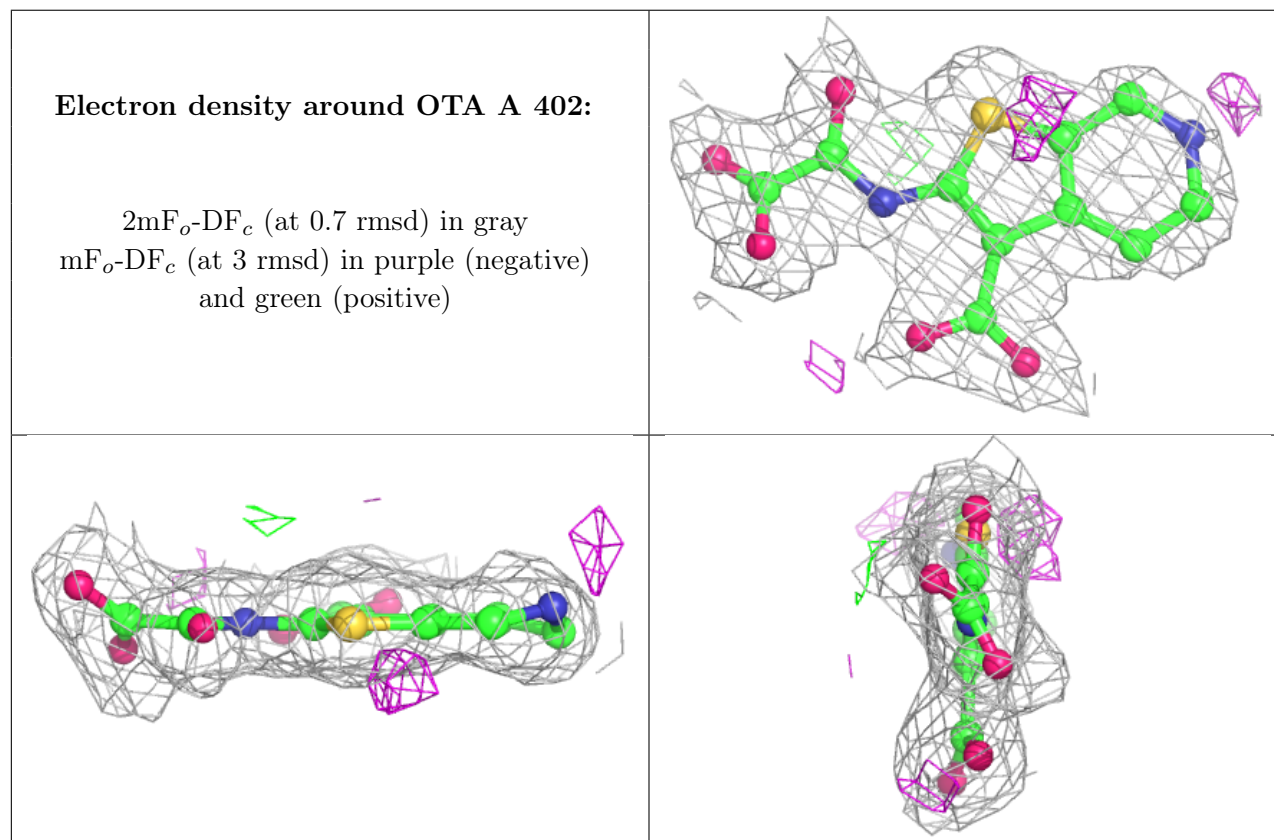 Electron density around OTA A 402:
2mFₒ-DF𝒸 (at 0.7 rmsd) in gray
mFₒ-DF𝒸 (at 3 rmsd) in purple (negative)
and green (positive)